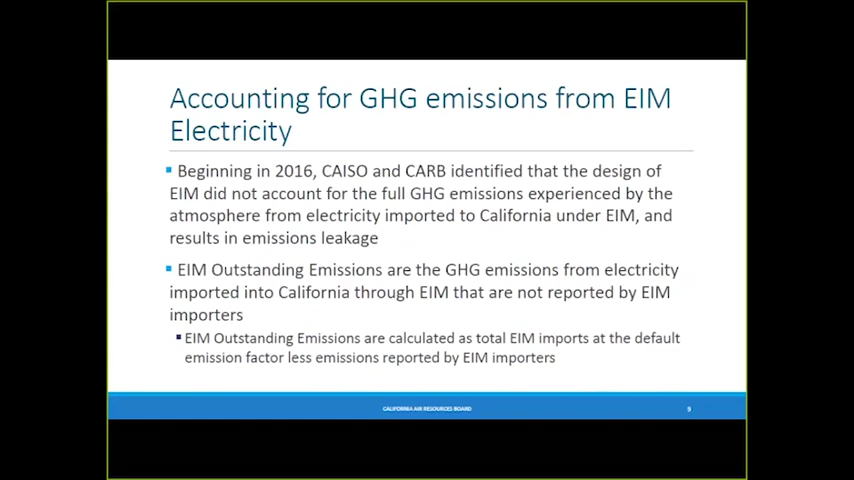 Accounting for GHG emissions from EIM
Electricity
▪ Beginning in 2016, CAISO and CARB identified that the design of
EIM did not account for the full GHG emissions experienced by the
atmosphere from electricity imported to California under EIM, and
results in emissions leakage
▪ EIM Outstanding Emissions are the GHG emissions from electricity
imported into California through EIM that are not reported by EIM
importers
▪ EIM Outstanding Emissions are calculated as total EIM imports at the default
emission factor less emissions reported by EIM importers
CALIFORNIA AIR RESOURCES BOARD
9